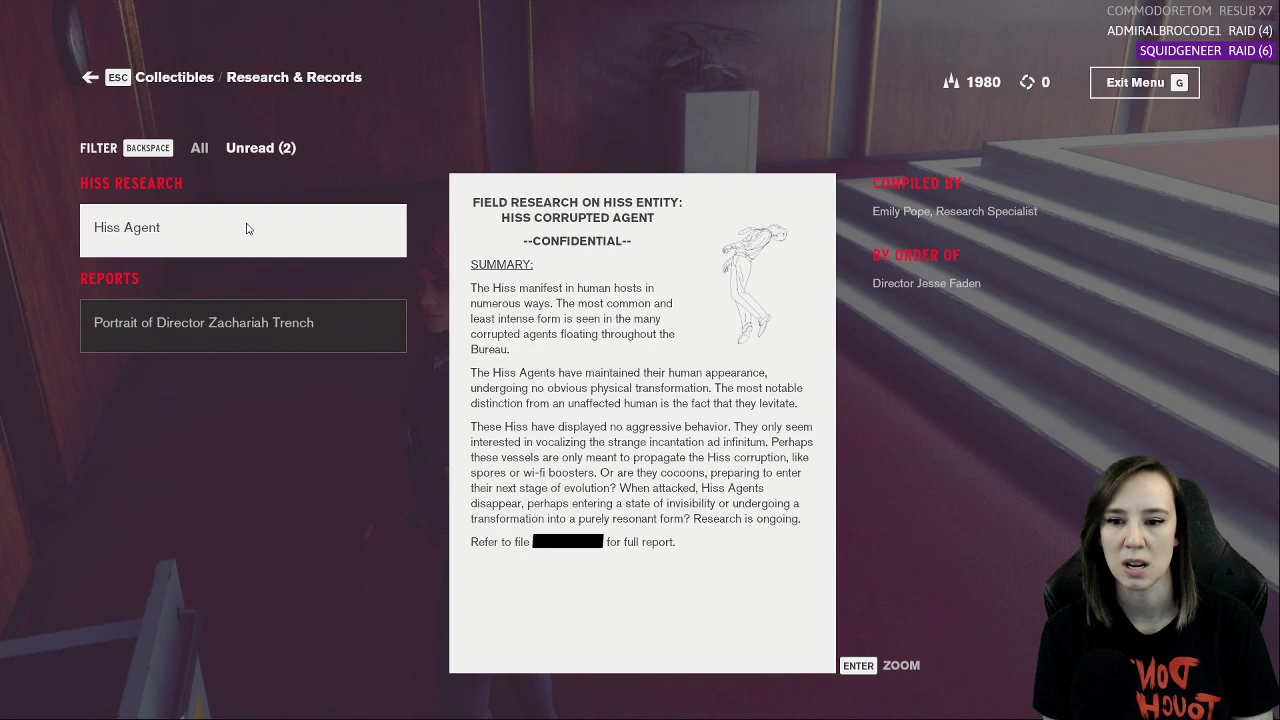 COMMODORETOM RESUB X7
ADMIRALBROCODE1 RAID (4)
SQUIDGENEER RAID (6)
ESC Collectibles / Research & Records
1980 0 Exit Menu G
FILTER BACKSPACE All Unread (2)
HISS RESEARCH
Hiss Agent
REPORTS
Portrait of Director Zachariah Trench
FIELD RESEARCH ON HISS ENTITY:
HISS CORRUPTED AGENT
--CONFIDENTIAL--
SUMMARY:
The Hiss manifest in human hosts in
numerous ways. The most common and
least intense form is seen in the many
corrupted agents floating throughout the
Bureau.
The Hiss Agents have maintained their human appearance,
undergoing no obvious physical transformation. The most notable
distinction from an unaffected human is the fact that they levitate.
These Hiss have displayed no aggressive behavior. They only seem
interested in vocalizing the strange incantation ad infinitum. Perhaps
these vessels are only meant to propagate the Hiss corruption, like
spores or wi-fi boosters. Or are they cocoons, preparing to enter
their next stage of evolution? When attacked, Hiss Agents
disappear, perhaps entering a state of invisibility or undergoing a
transformation into a purely resonant form? Research is ongoing.
Refer to file for full report.
COMPILED BY
Emily Pope, Research Specialist
BY ORDER OF
Director Jesse Faden
ENTER ZOOM
DON'
TOUCH